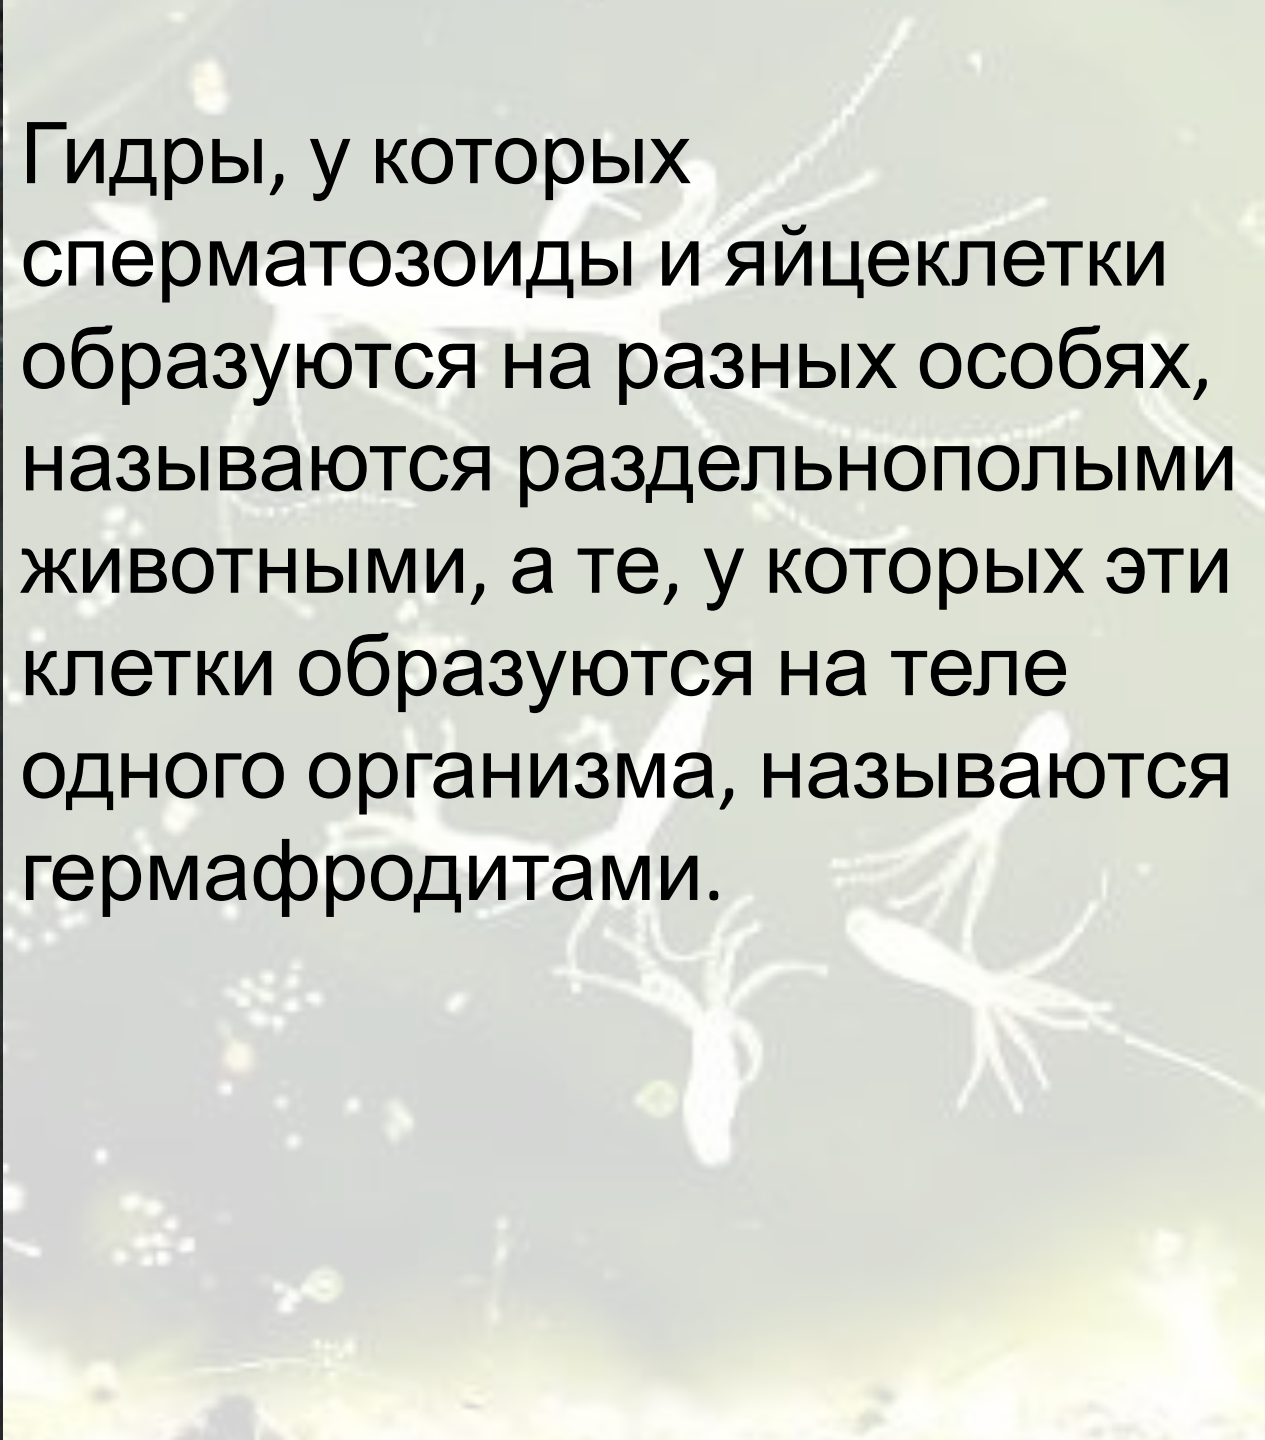 Гидры, у которых
сперматозоиды и яйцеклетки
образуются на разных особях,
называются раздельнополыми
животными, а те, у которых эти
клетки образуются на теле
одного организма, называются
гермафродитами.